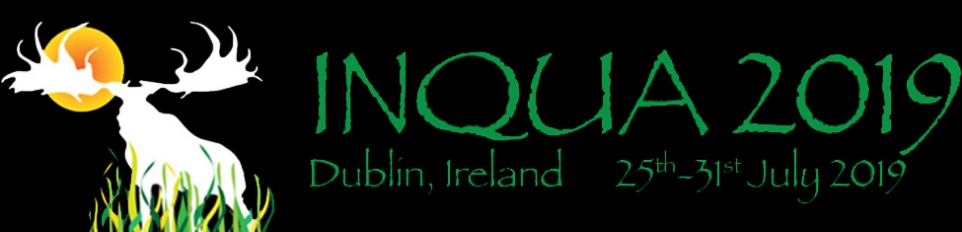 INQUA 2019
Dublin, Ireland 25th-31st July 2019